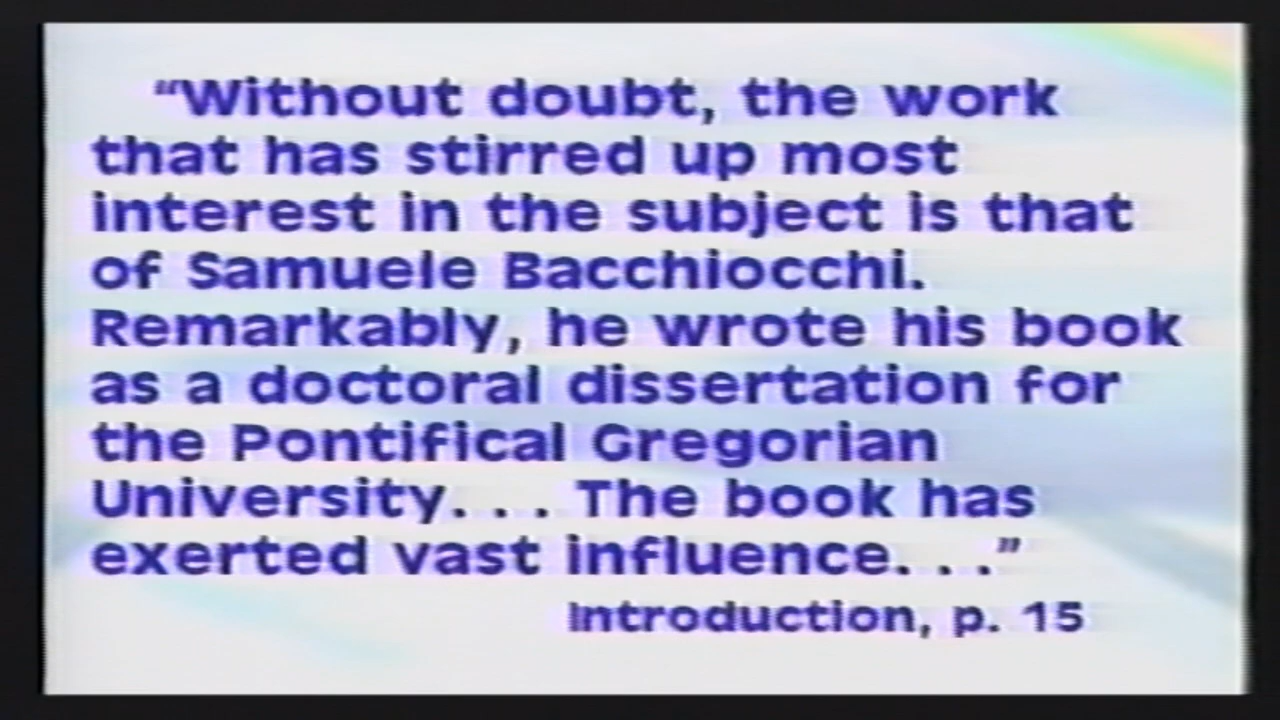 “Without doubt, the work
that has stirred up most
interest in the subject is that
of Samuele Bacchiocchi.
Remarkably, he wrote his book
as a doctoral dissertation for
the Pontifical Gregorian
University. . . The book has
exerted vast influence. . .”
Introduction, p. 15